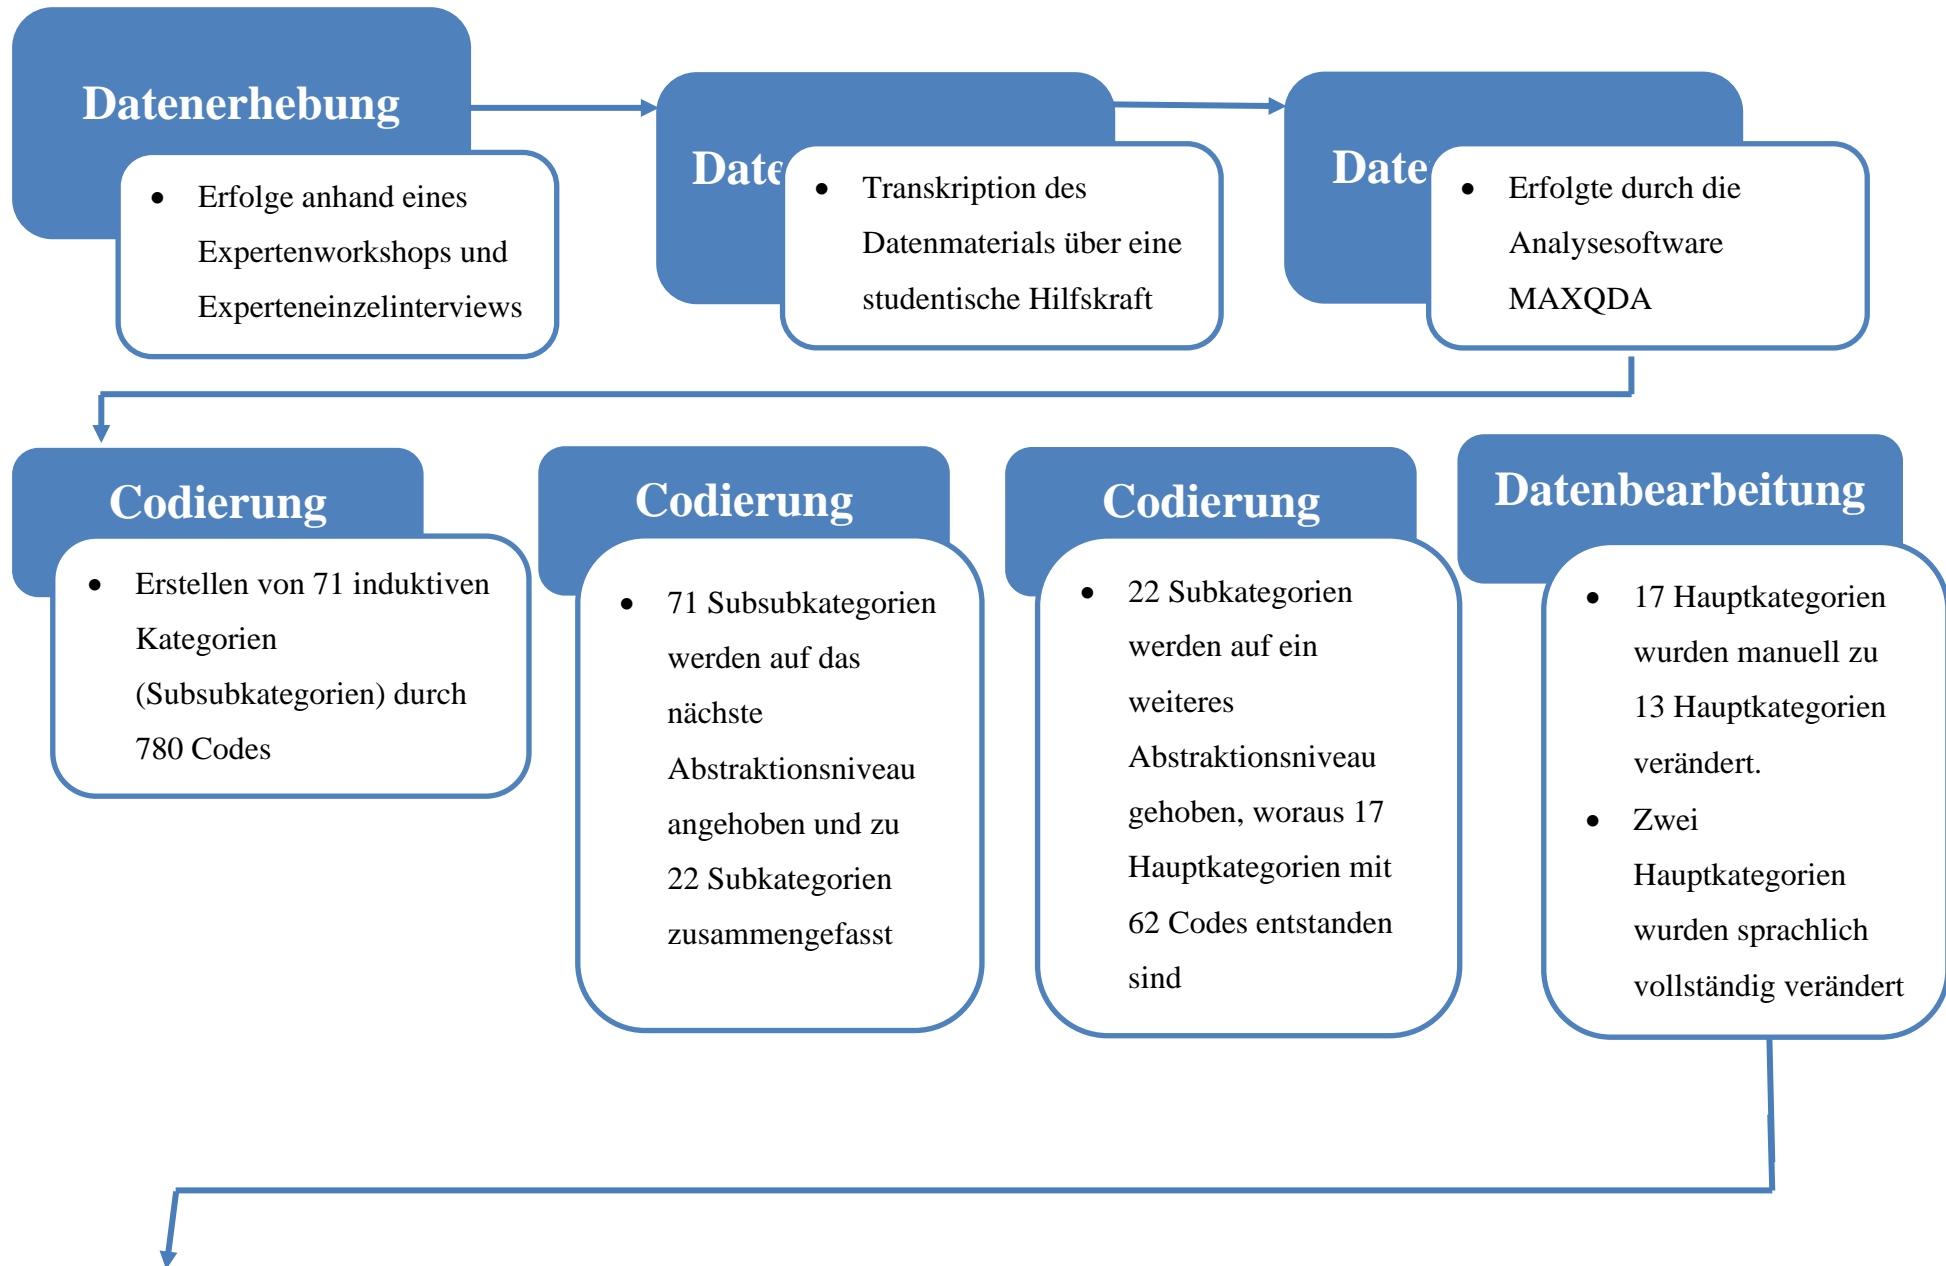 Datenerhebung
• Erfolge anhand eines
Expertenworkshops und
Experteneinzelinterviews
• Transkription des
Datenmaterials über eine
studentische Hilfskraft
• Erfolgte durch die
Analysesoftware
MAXQDA
Codierung
• Erstellen von 71 induktiven
Kategorien
(Subsubkategorien) durch
780 Codes
Codierung
• 71 Subsubkategorien
werden auf das
nächste
Abstraktionsniveau
angehoben und zu
22 Subkategorien
zusammengefasst
Codierung
• 22 Subkategorien
werden auf ein
weiteres
Abstraktionsniveau
gehoben, woraus 17
Hauptkategorien mit
62 Codes entstanden
sind
Datenbearbeitung
• 17 Hauptkategorien
wurden manuell zu
13 Hauptkategorien
verändert.
• Zwei
Hauptkategorien
wurden sprachlich
vollständig verändert